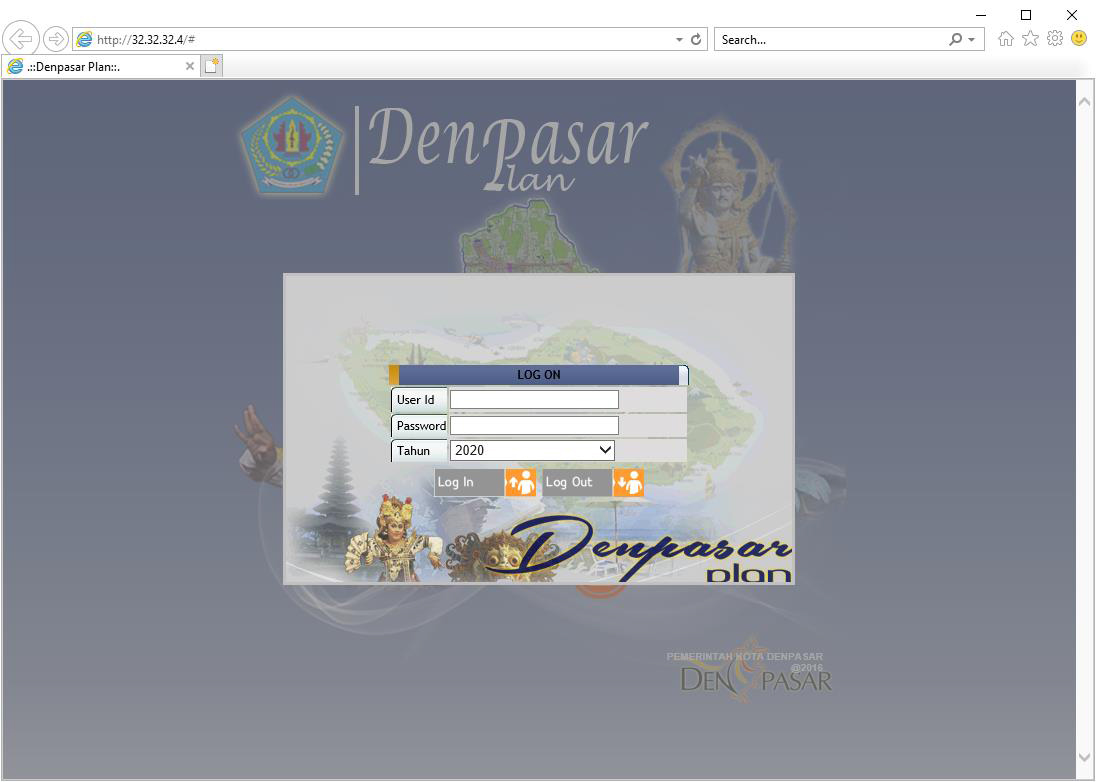 http://32.32.32.4/#
Search...
.::Denpasar Plan::.
DenPasar
Plan
LOG ON
User Id
Password
Tahun
2020
Log In
Log Out
Denpasar
plan
PEMERINTAH KOTA DENPASAR
@2016
DENPASAR